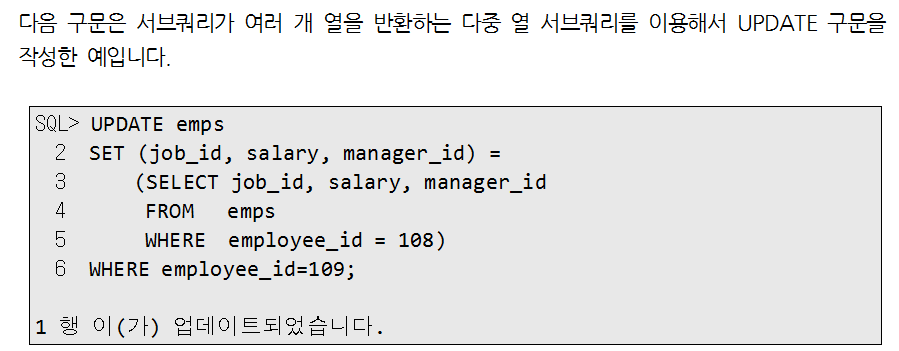 다음 구문은 서브쿼리가 여러 개 열을 반환하는 다중 열 서브쿼리를 이용해서 UPDATE 구문을
작성한 예입니다.
SQL> UPDATE emps
2 SET (job_id, salary, manager_id) =
3 (SELECT job_id, salary, manager_id
4 FROM emps
5 WHERE employee_id = 108)
6 WHERE employee_id=109;
1 행 이(가) 업데이트되었습니다.